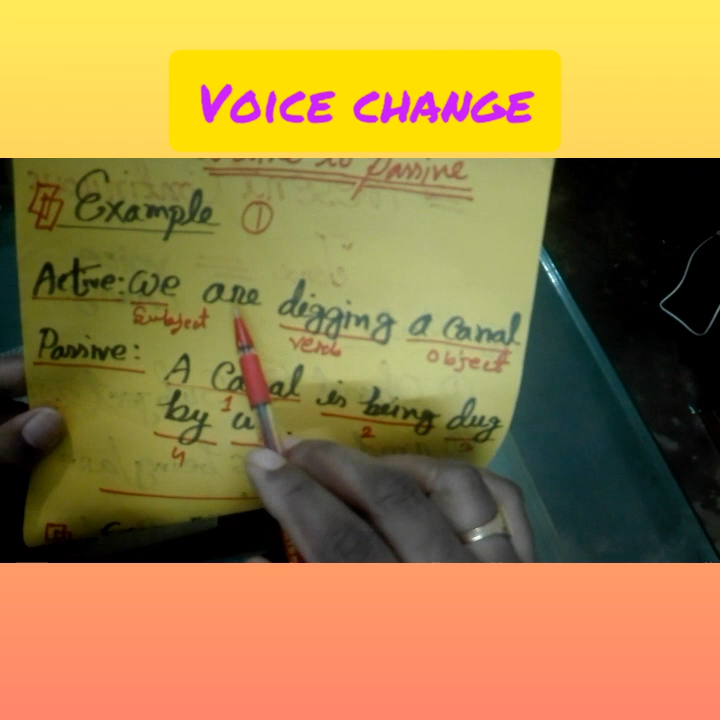 Voice change
to Passive
Example ①
Active: we are digging a canal
Subject verb object
Passive: A Canal is being dug
1 2 3
by u
4